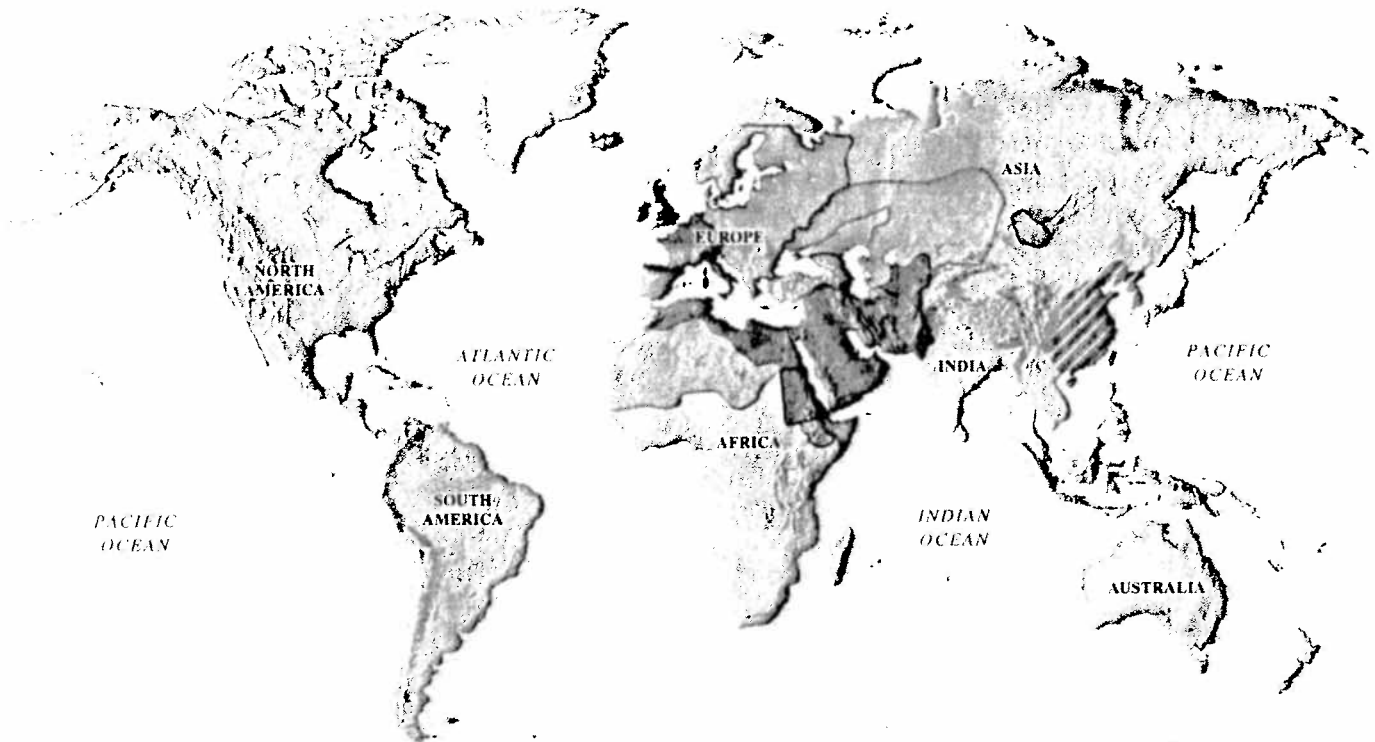 ASIA
EUROPE
NORTH
AMERICA
ATLANTIC
OCEAN
PACIFIC
OCEAN
INDIA
AFRICA
SOUTH
AMERICA
PACIFIC
OCEAN
INDIAN
OCEAN
AUSTRALIA